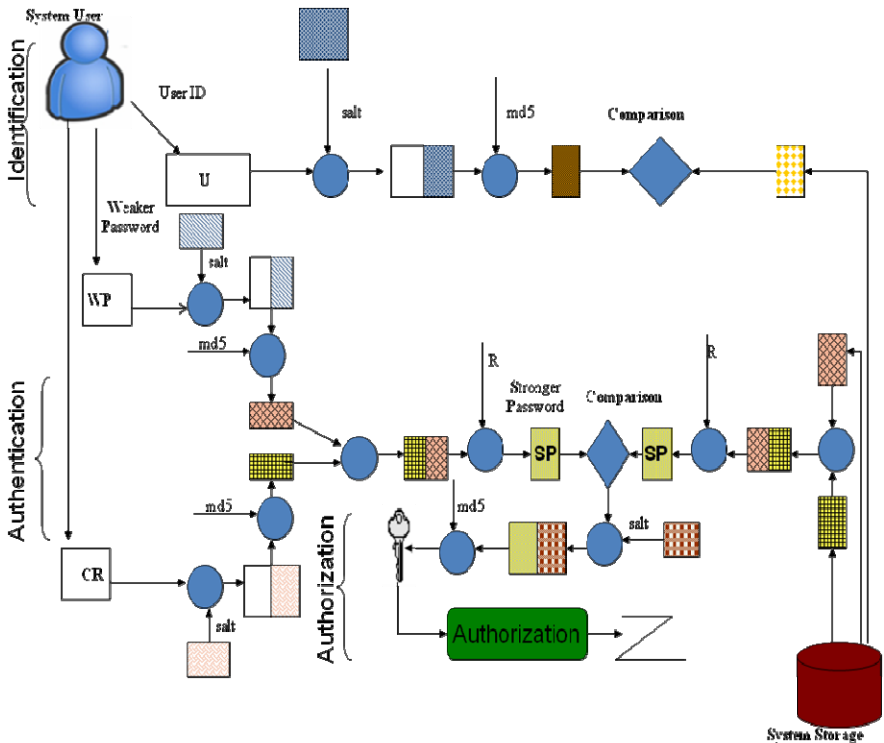 System User
Identification
User ID
salt
md5
Comparison
U
Weaker
Password
salt
WP
md5
R
R
Stronger
Password
Comparison
Authentication
SP
SP
md5
md5
salt
Authorization
CR
salt
Authorization
System Storage